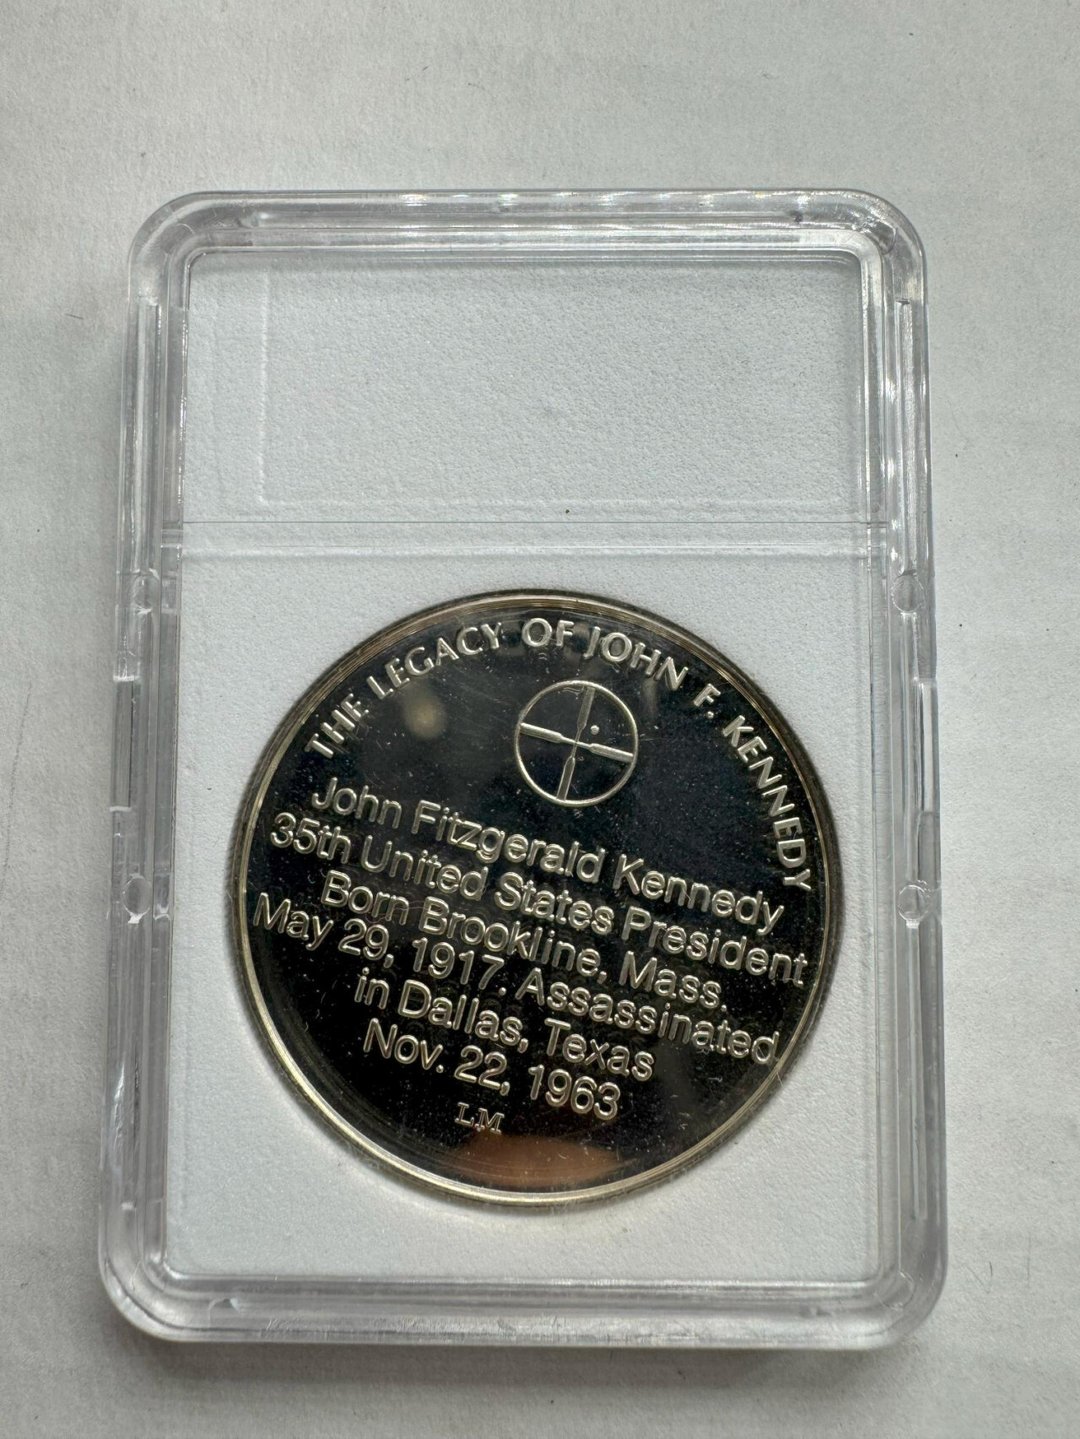 THE LEGACY OF JOHN F. KENNEDY
John Fitzgerald Kennedy
35th United States President
Born Brookline, Mass.
May 29, 1917. Assassinated
in Dallas, Texas
Nov. 22, 1963
LM